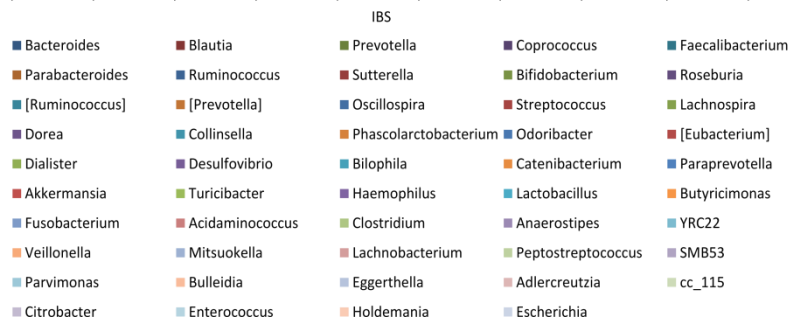 IBS
Bacteroides Blautia Prevotella Coprococcus Faecalibacterium
Parabacteroides Ruminococcus Sutterella Bifidobacterium Roseburia
[Ruminococcus] [Prevotella] Oscillospira Streptococcus Lachnospira
Dorea Collinsella Phascolarctobacterium Odoribacter [Eubacterium]
Dialister Desulfovibrio Bilophila Catenibacterium Paraprevotella
Akkermansia Turicibacter Haemophilus Lactobacillus Butyricimonas
Fusobacterium Acidaminococcus Clostridium Anaerostipes YRC22
Veillonella Mitsuokella Lachnobacterium Peptostreptococcus SMB53
Parvimonas Bulleidia Eggerthella Adlercreutzia cc_115
Citrobacter Enterococcus Holdemania Escherichia